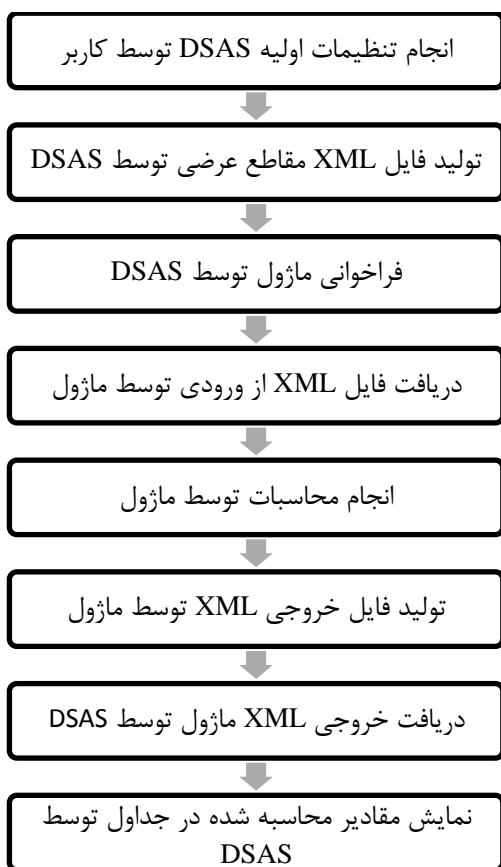 انجام تنظیمات اولیه DSAS توسط کاربر
تولید فایل XML مقاطع عرضی توسط DSAS
فراخوانی ماژول توسط DSAS
دریافت فایل XML از ورودی توسط ماژول
انجام محاسبات توسط ماژول
تولید فایل خروجی XML توسط ماژول
دریافت خروجی XML ماژول توسط DSAS
نمایش مقادیر محاسبه شده در جداول توسط
DSAS